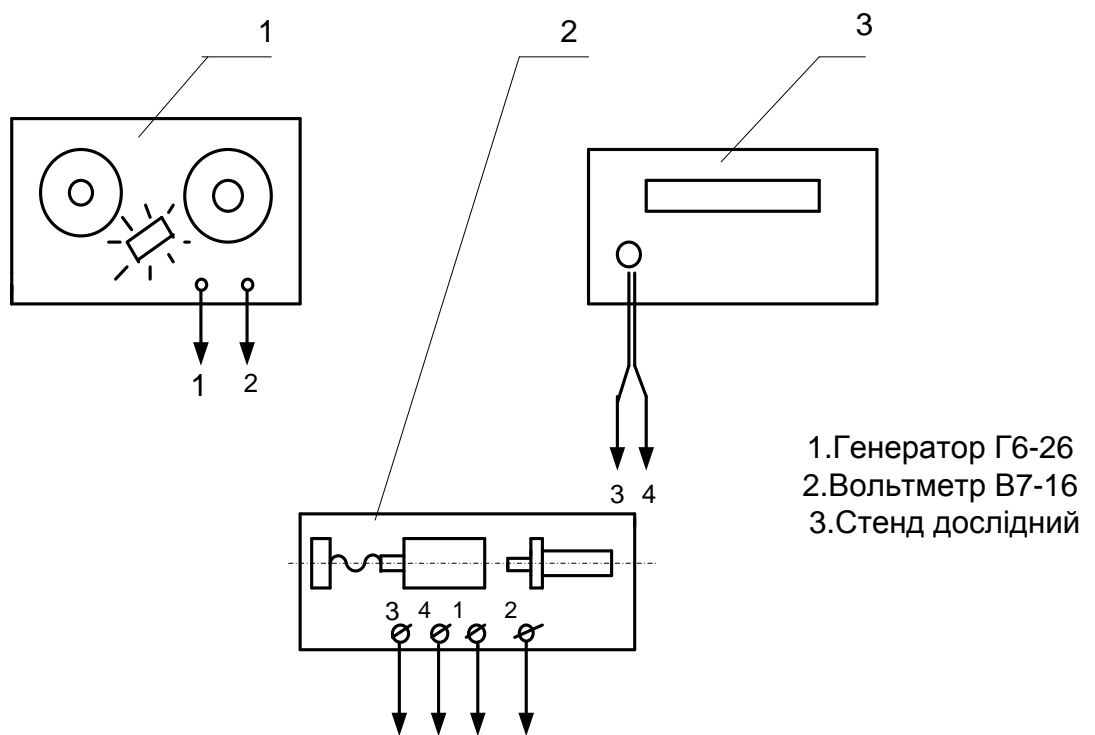 1
2
3
1 2
3 4
1.Генератор Г6-26
2.Вольтметр В7-16
3.Стенд дослідний
3 4 1 2